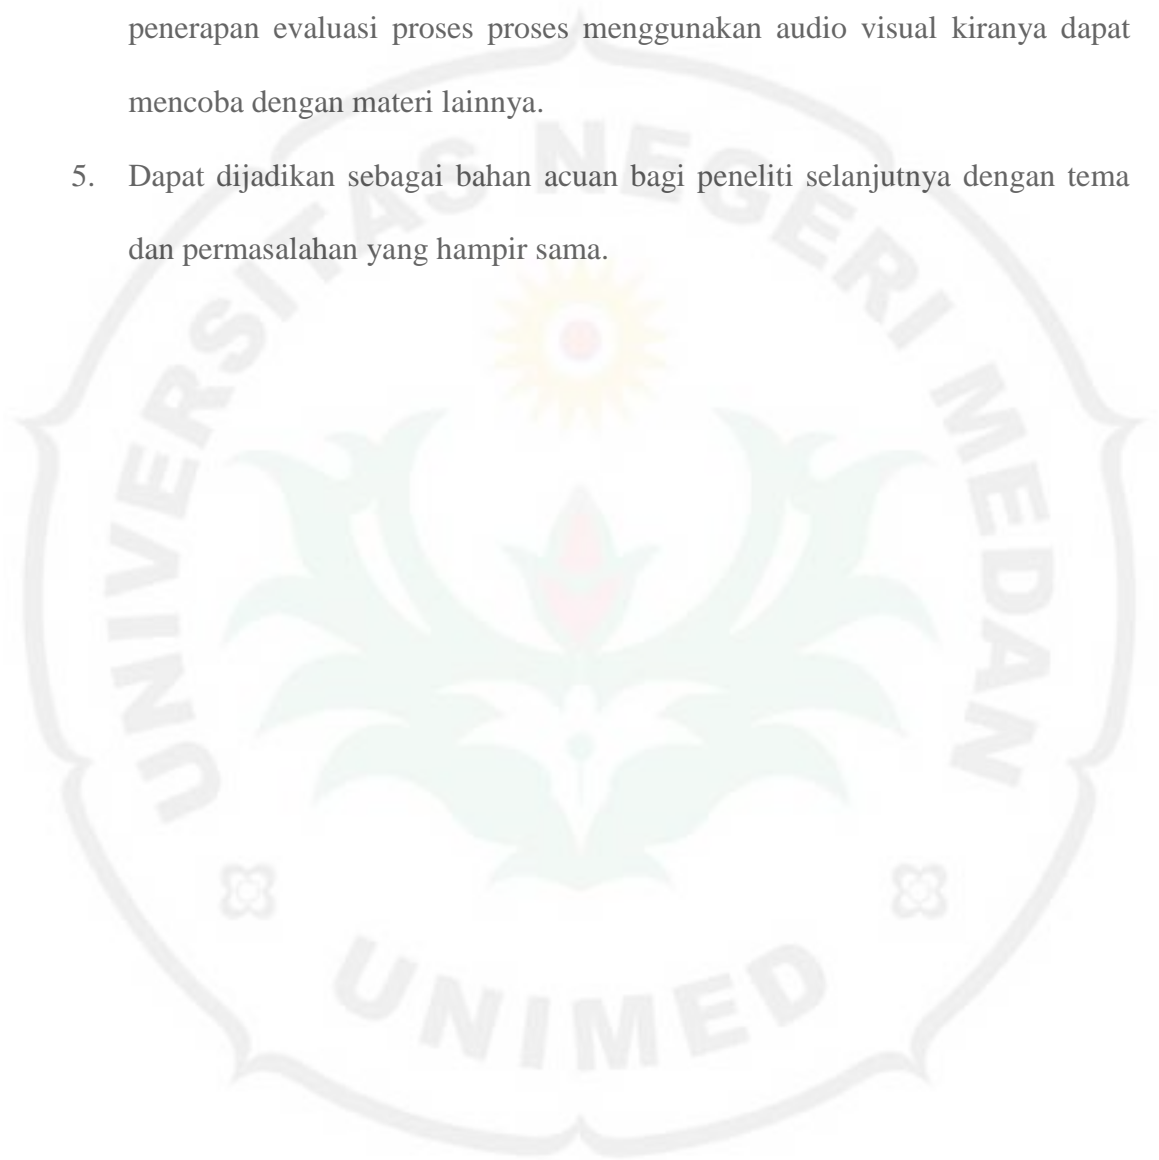 penerapan evaluasi proses proses menggunakan audio visual kiranya dapat
mencoba dengan materi lainnya.
5. Dapat dijadikan sebagai bahan acuan bagi peneliti selanjutnya dengan tema
dan permasalahan yang hampir sama.
UNIVERSITAS NEGERI MEDAN
UNIMED